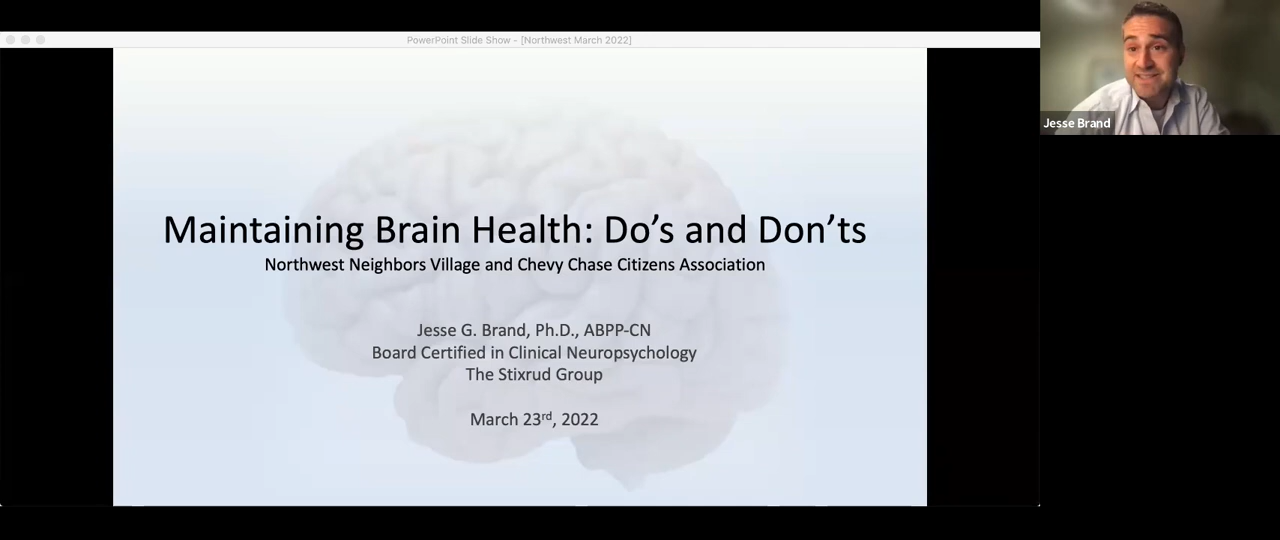 PowerPoint Slide Show - [Northwest March 2022]
Jesse Brand
Maintaining Brain Health: Do’s and Don’ts
Northwest Neighbors Village and Chevy Chase Citizens Association
Jesse G. Brand, Ph.D., ABPP-CN
Board Certified in Clinical Neuropsychology
The Stixrud Group
March 23rd, 2022